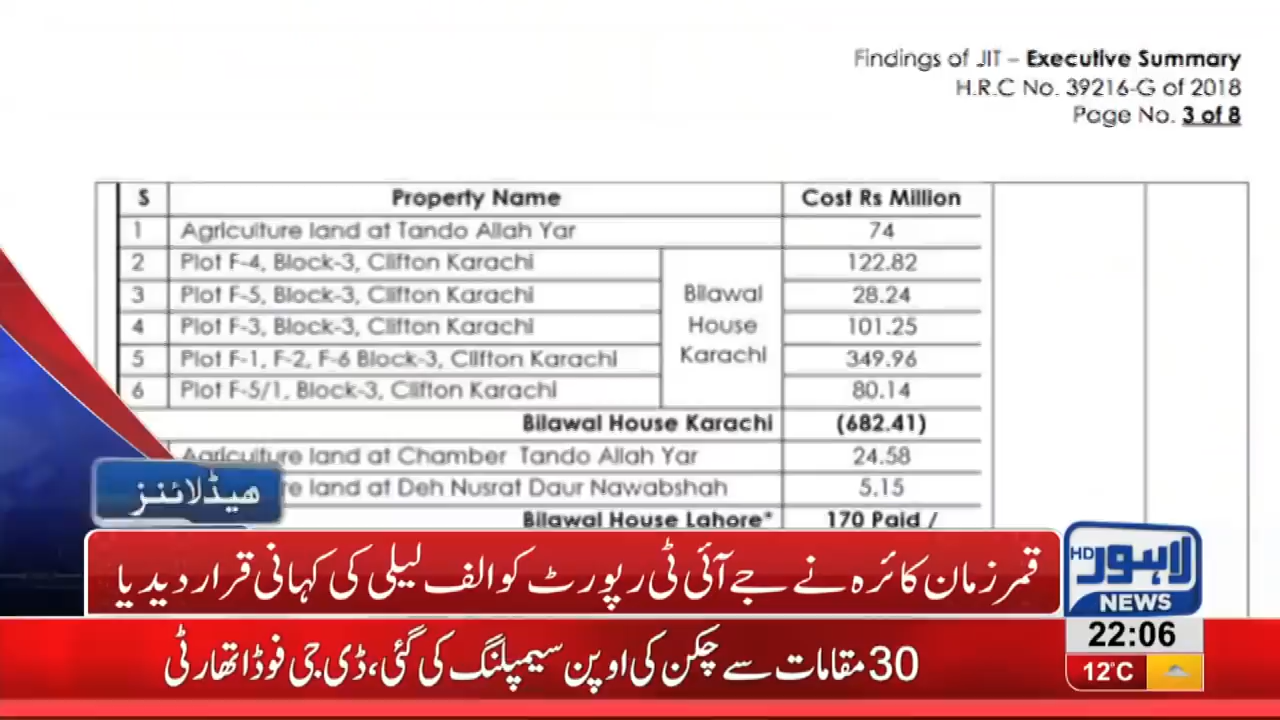 Findings of JIT – Executive Summary
H.R.C No. 39216-G of 2018
Page No. 3 of 8
S Property Name Cost Rs Million
1 Agriculture land at Tando Allah Yar 74
2 Plot F-4, Block-3, Clifton Karachi 122.82
3 Plot F-5, Block-3, Clifton Karachi 28.24
4 Plot F-3, Block-3, Clifton Karachi 101.25
5 Plot F-1, F-2, F-6 Block-3, Clifton Karachi 349.96
6 Plot F-5/1, Block-3, Clifton Karachi 80.14
Bilawal
House
Karachi
Bilawal House Karachi (682.41)
Agriculture land at Chamber Tando Allah Yar 24.58
re land at Deh Nusrat Daur Nawabshah 5.15
Bilawal House Lahore* 170 Paid /
ہیڈلائنز
قمر زمان کائرہ نے جے آئی ٹی رپورٹ کو الف لیلی کی کہانی قرار دیدیا
HD لاہور
NEWS
22:06
30 مقامات سے چکن کی اوپن سیمپلنگ کی گئی، ڈی جی فوڈ اتھارٹی
12°C